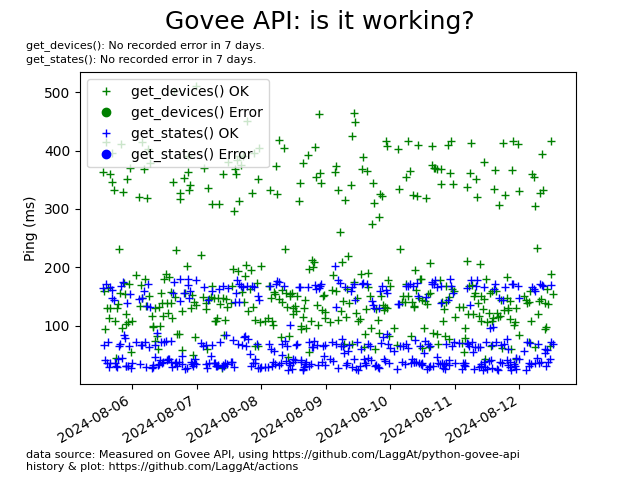 Govee API: is it working?
get_devices(): No recorded error in 7 days.
get_states(): No recorded error in 7 days.
get_devices() OK
get_devices() Error
get_states() OK
get_states() Error
500
400
300
200
100
Ping (ms)
2024-08-06
2024-08-07
2024-08-08
2024-08-09
2024-08-10
2024-08-11
2024-08-12
data source: Measured on Govee API, using https://github.com/LaggAt/python-govee-api
history & plot: https://github.com/LaggAt/actions